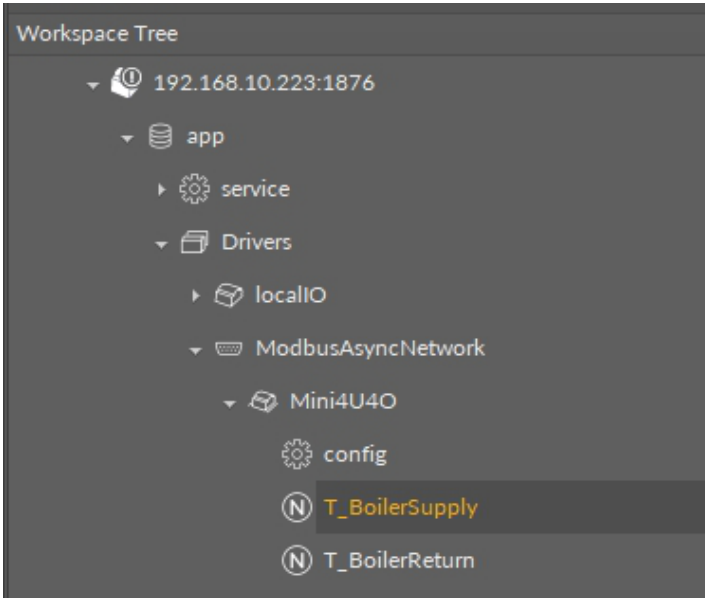 Workspace Tree
192.168.10.223:1876
app
service
Drivers
localIO
ModbusAsyncNetwork
Mini4U4O
config
N T_BoilerSupply
N T_BoilerReturn